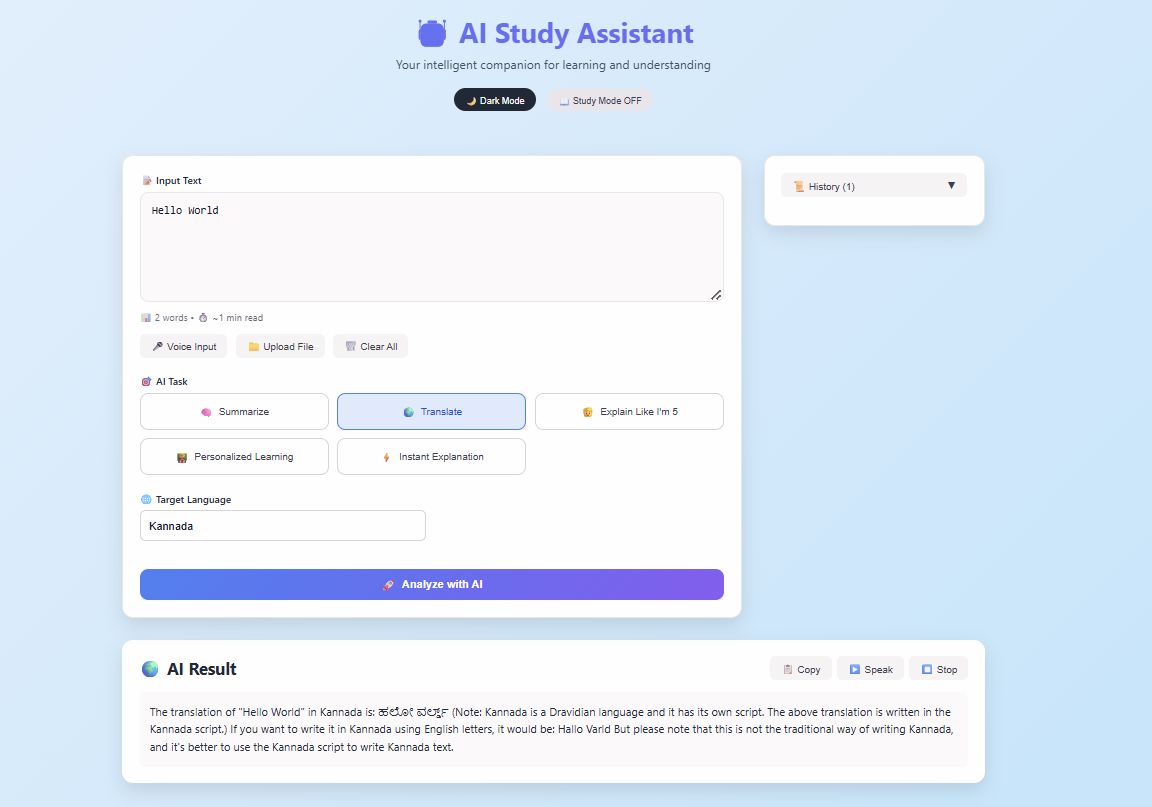 AI Study Assistant
Your intelligent companion for learning and understanding
Dark Mode
Study Mode OFF
Input Text
Hello World
2 words • ~1 min read
Voice Input
Upload File
Clear All
AI Task
Summarize
Translate
Explain Like I'm 5
Personalized Learning
Instant Explanation
Target Language
Kannada
Analyze with AI
History (1)
AI Result
Copy
Speak
Stop
The translation of "Hello World" in Kannada is: ಹಲೋ (Note: Kannada is a Dravidian language and it has its own script. The above translation is written in the
Kannada script.) If you want to write it in Kannada using English letters, it would be: Hallo Varld But please note that this is not the traditional way of writing Kannada,
and it's better to use the Kannada script to write Kannada text.